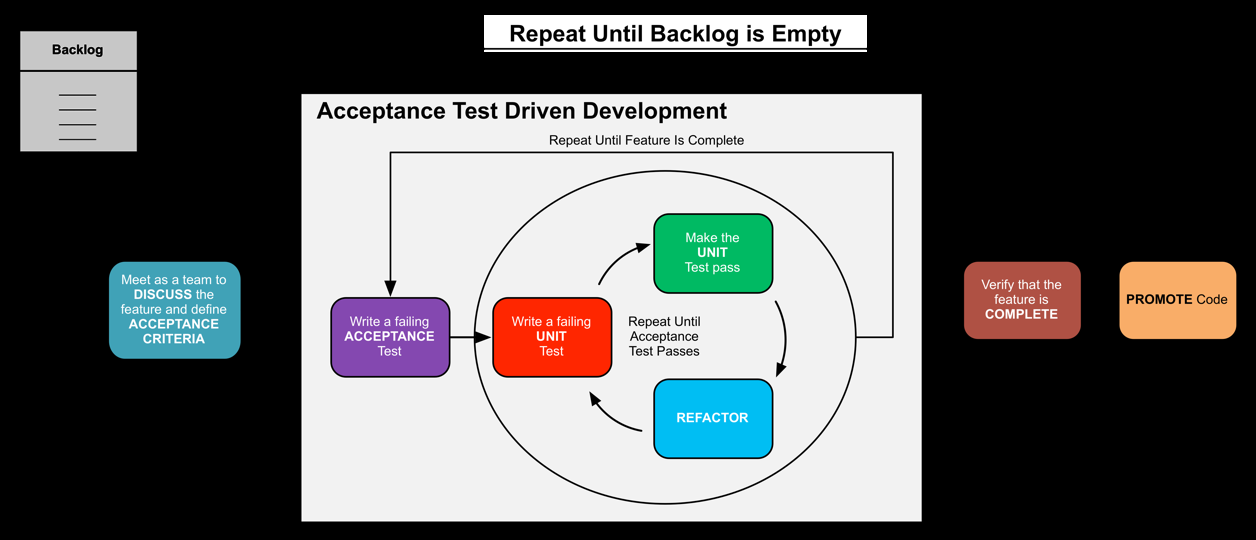 Repeat Until Backlog is Empty
Backlog
Acceptance Test Driven Development
Repeat Until Feature Is Complete
Meet as a team to
DISCUSS the
feature and define
ACCEPTANCE
CRITERIA
Write a failing
ACCEPTANCE
Test
Write a failing
UNIT
Test
Make the
UNIT
Test pass
Repeat Until
Acceptance
Test Passes
REFACTOR
Verify that the
feature is
COMPLETE
PROMOTE Code